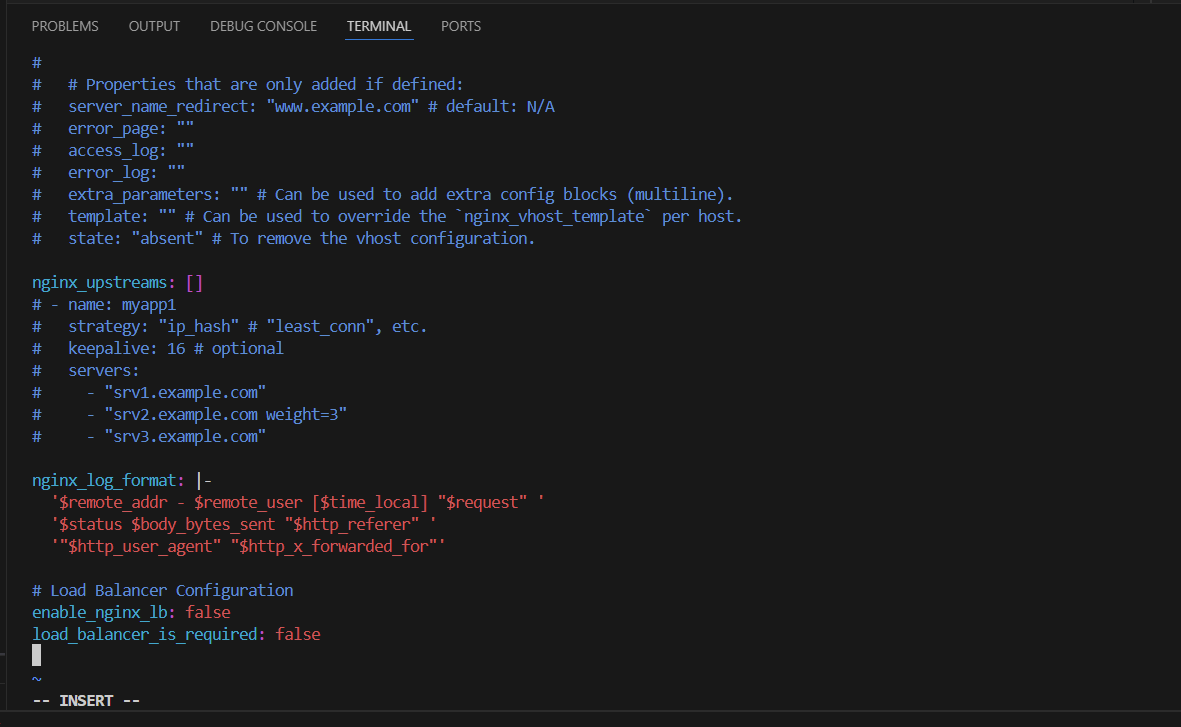 PROBLEMS OUTPUT DEBUG CONSOLE TERMINAL PORTS
#
#   # Properties that are only added if defined:
#   server_name_redirect: "www.example.com" # default: N/A
#   error_page: ""
#   access_log: ""
#   error_log: ""
#   extra_parameters: "" # Can be used to add extra config blocks (multiline).
#   template: "" # Can be used to override the `nginx_vhost_template` per host.
#   state: "absent" # To remove the vhost configuration.

nginx_upstreams: []
# - name: myapp1
#   strategy: "ip_hash" # "least_conn", etc.
#   keepalive: 16 # optional
#   servers:
#     - "srv1.example.com"
#     - "srv2.example.com weight=3"
#     - "srv3.example.com"

nginx_log_format: |-
  '$remote_addr - $remote_user [$time_local] "$request" '
  '$status $body_bytes_sent "$http_referer" '
  '"$http_user_agent" "$http_x_forwarded_for"'

# Load Balancer Configuration
enable_nginx_lb: false
load_balancer_is_required: false

~
-- INSERT --